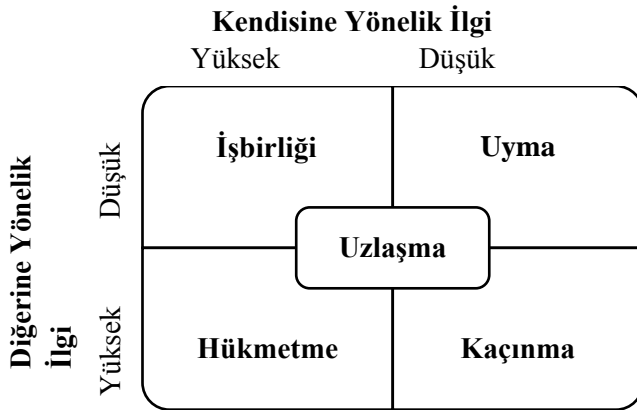 Kendisine Yönelik İlgi
Yüksek Düşük
Diğerine Yönelik
İlgi
Düşük
Yüksek
İşbirliği Uyma
Uzlaşma
Hükmetme Kaçınma